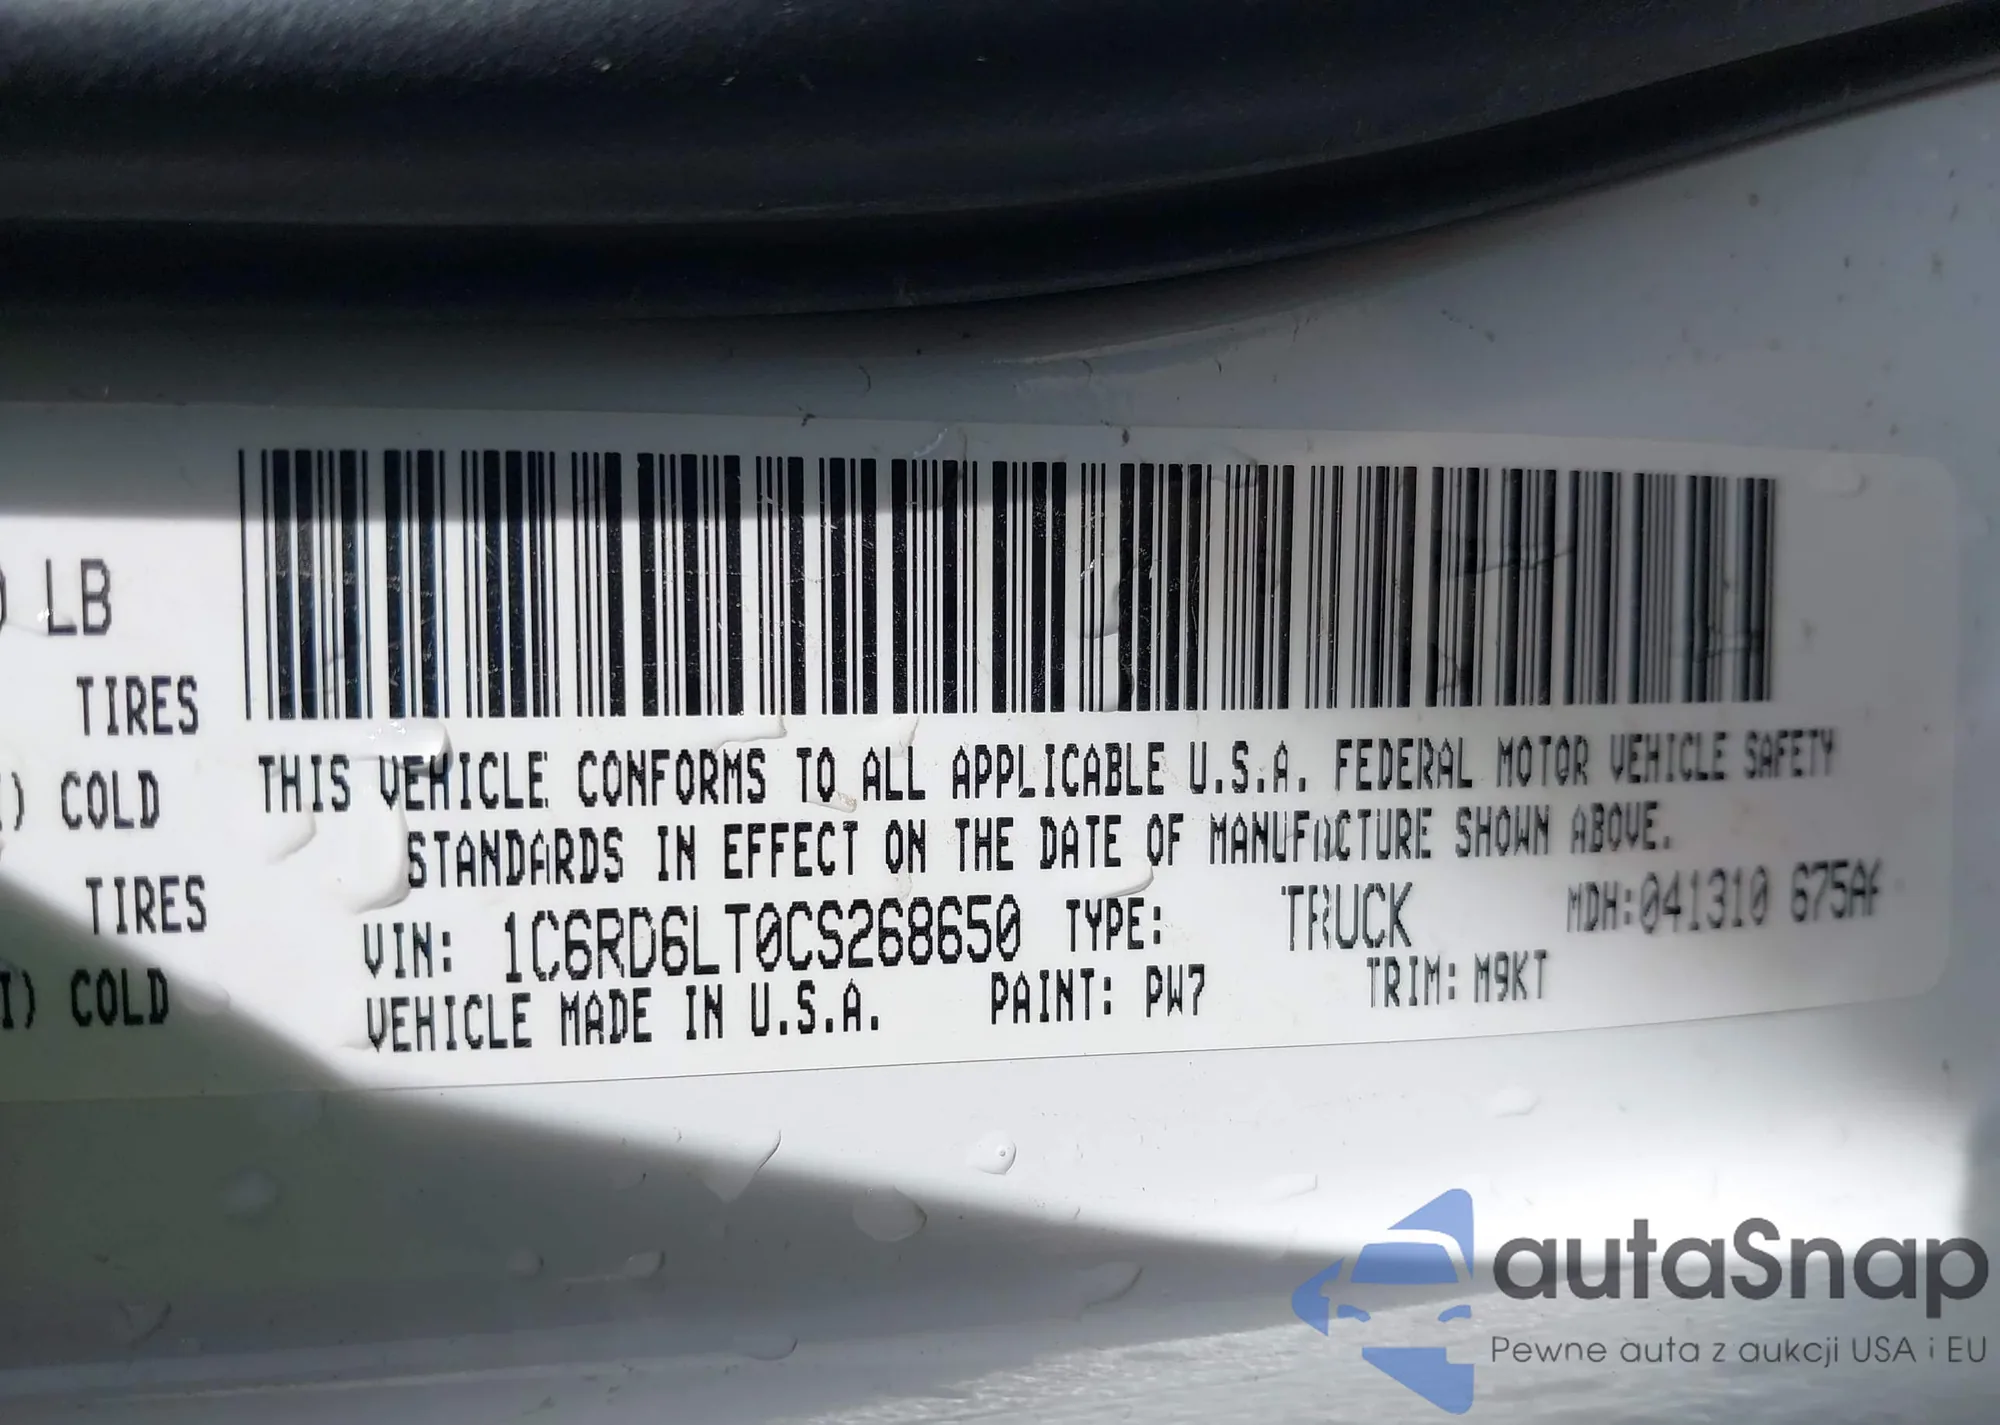 LB
TIRES
COLD
TIRES
COLD
THIS VEHICLE CONFORMS TO ALL APPLICABLE U.S.A. FEDERAL MOTOR VEHICLE SAFETY
STANDARDS IN EFFECT ON THE DATE OF MANUFACTURE SHOWN ABOVE.
VIN: 1C6RD6LT0CS268650 TYPE: TRUCK MDH:041310 675AA
VEHICLE MADE IN U.S.A. PAINT: PW7 TRIM: M9KT
autaSnap
Pewne auta z aukcji USA i EU